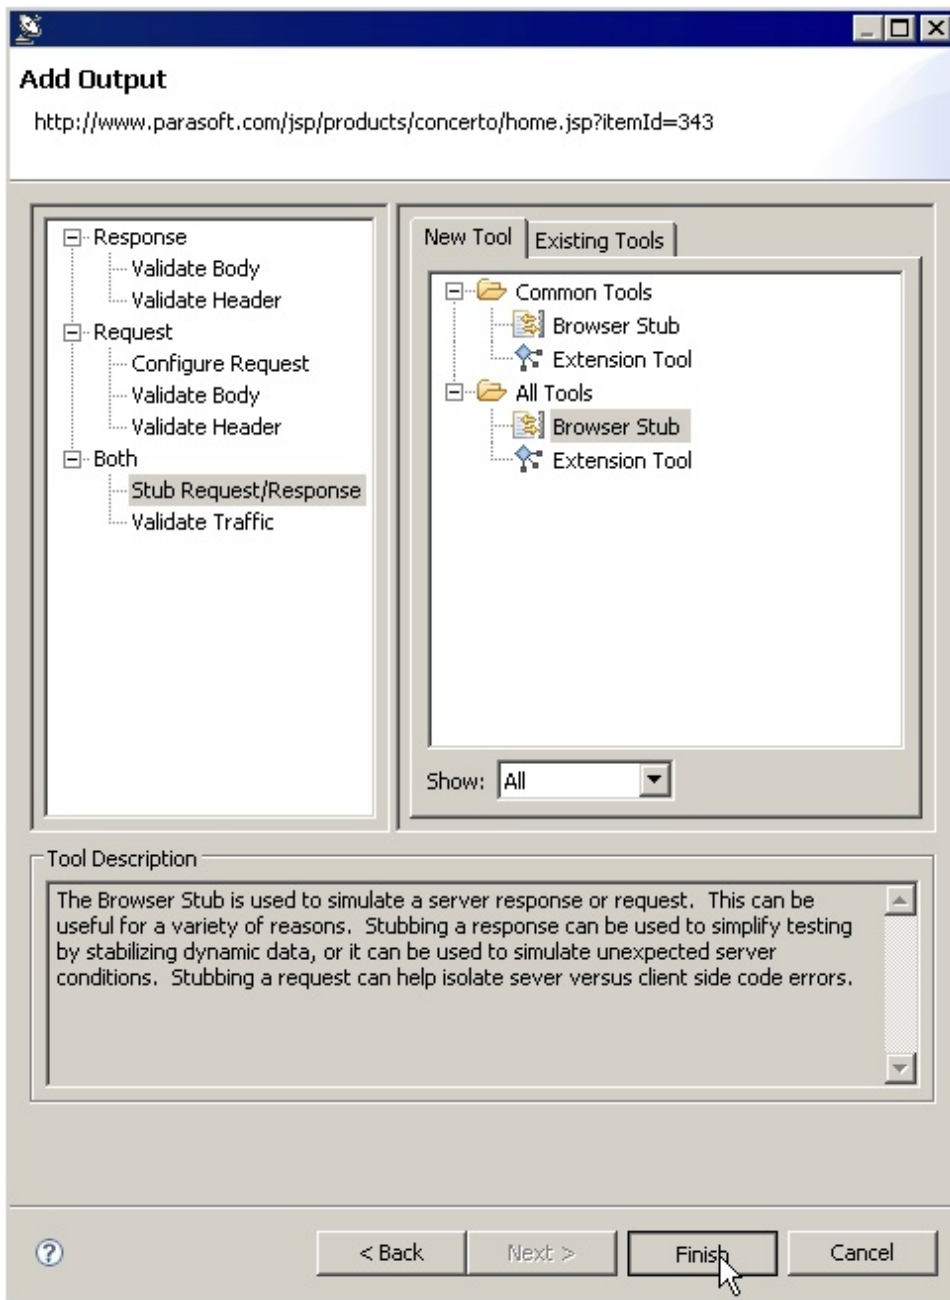 Add Output
http://www.parasoft.com/jsp/products/concerto/home.jsp?itemId=343
Response
Validate Body
Validate Header
Request
Configure Request
Validate Body
Validate Header
Both
Stub Request/Response
Validate Traffic
New Tool
Existing Tools
Common Tools
Browser Stub
Extension Tool
All Tools
Browser Stub
Extension Tool
Show: All
Tool Description
The Browser Stub is used to simulate a server response or request.  This can be
useful for a variety of reasons.  Stubbing a response can be used to simplify testing
by stabilizing dynamic data, or it can be used to simulate unexpected server
conditions.  Stubbing a request can help isolate sever versus client side code errors.
? < Back Next > Finish Cancel